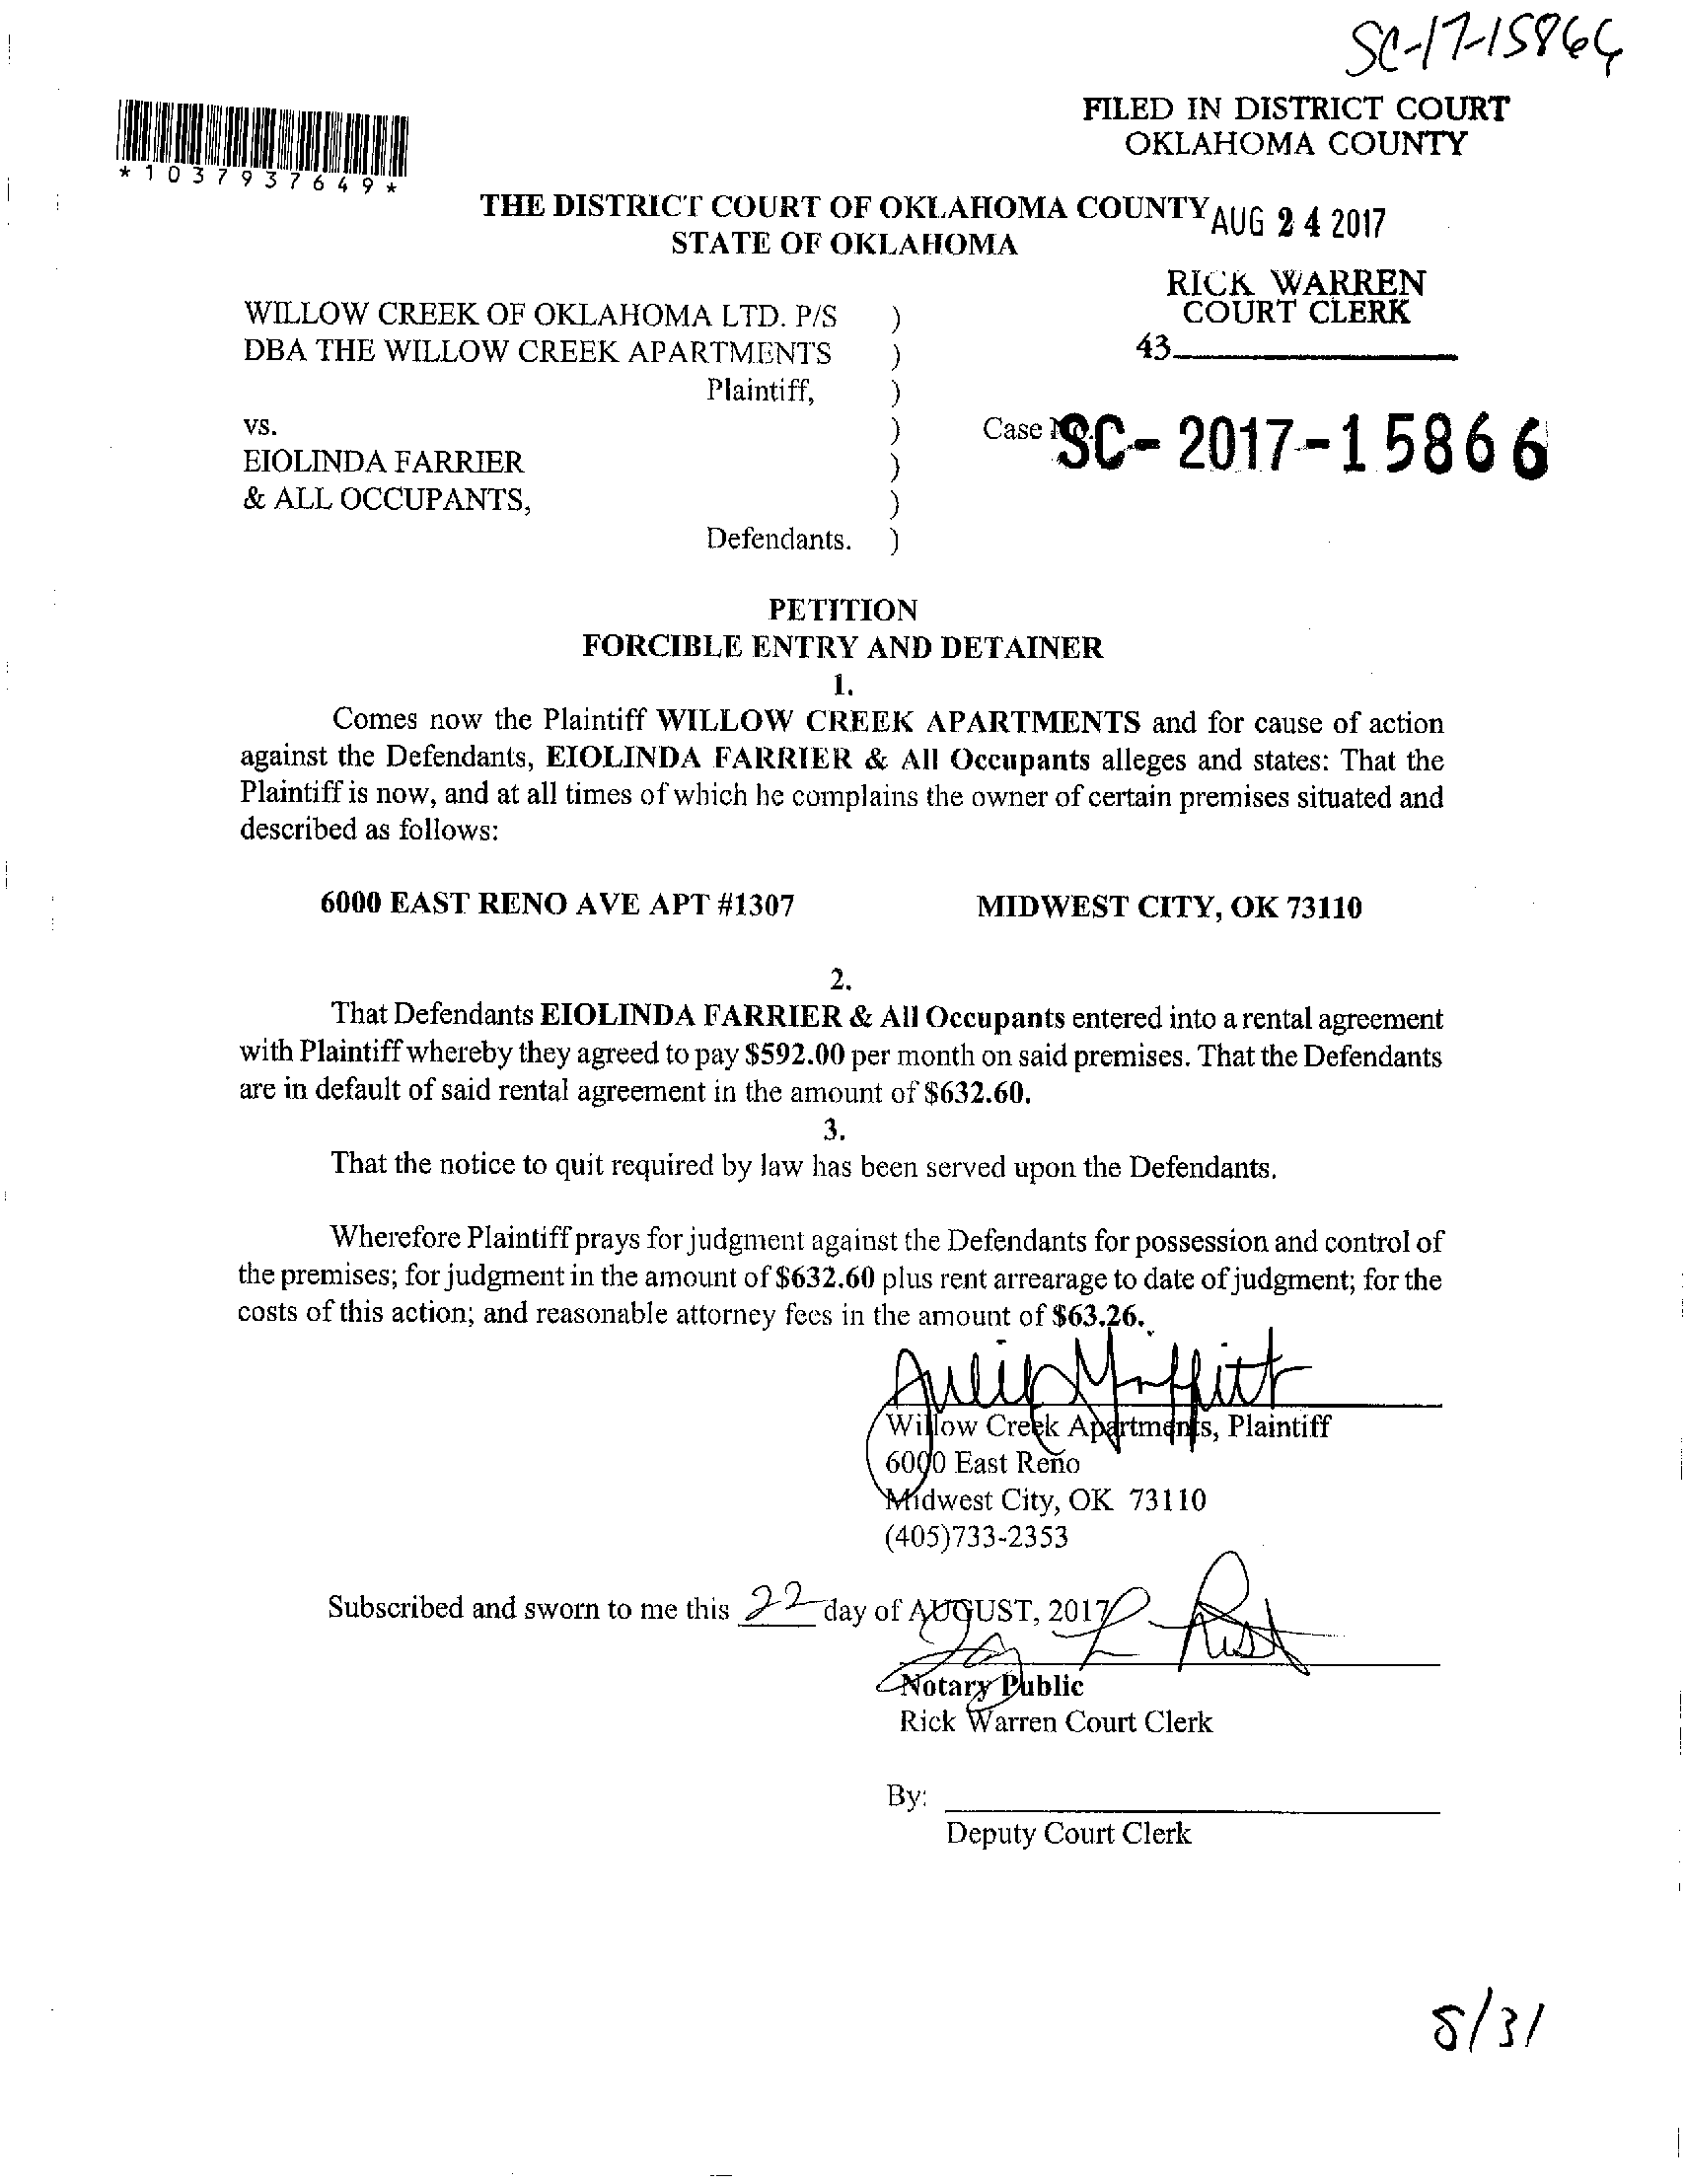 SC-17-15866
FILED IN DISTRICT COURT
OKLAHOMA COUNTY
*1037937649*
THE DISTRICT COURT OF OKLAHOMA COUNTY
STATE OF OKLAHOMA
AUG 24 2017
RICK WARREN
COURT CLERK
43
WILLOW CREEK OF OKLAHOMA LTD. P/S )
DBA THE WILLOW CREEK APARTMENTS )
Plaintiff, )
vs. )
Case No. SC-2017-15866
EIOLINDA FARRIER )
& ALL OCCUPANTS, )
Defendants. )
PETITION
FORCIBLE ENTRY AND DETAINER
1.
Comes now the Plaintiff WILLOW CREEK APARTMENTS and for cause of action
against the Defendants, EIOLINDA FARRIER & All Occupants alleges and states: That the
Plaintiff is now, and at all times of which he complains the owner of certain premises situated and
described as follows:
6000 EAST RENO AVE APT #1307 MIDWEST CITY, OK 73110
2.
That Defendants EIOLINDA FARRIER & All Occupants entered into a rental agreement
with Plaintiff whereby they agreed to pay $592.00 per month on said premises. That the Defendants
are in default of said rental agreement in the amount of $632.60.
3.
That the notice to quit required by law has been served upon the Defendants.
Wherefore Plaintiff prays for judgment against the Defendants for possession and control of
the premises; for judgment in the amount of $632.60 plus rent arrearage to date of judgment; for the
costs of this action; and reasonable attorney fees in the amount of $63.26.
Julie Moffitt
Willow Creek Apartments, Plaintiff
6000 East Reno
Midwest City, OK 73110
(405)733-2353
Subscribed and sworn to me this 22 day of AUGUST, 2017
Notary Public
Rick Warren Court Clerk
By:
Deputy Court Clerk
8/31